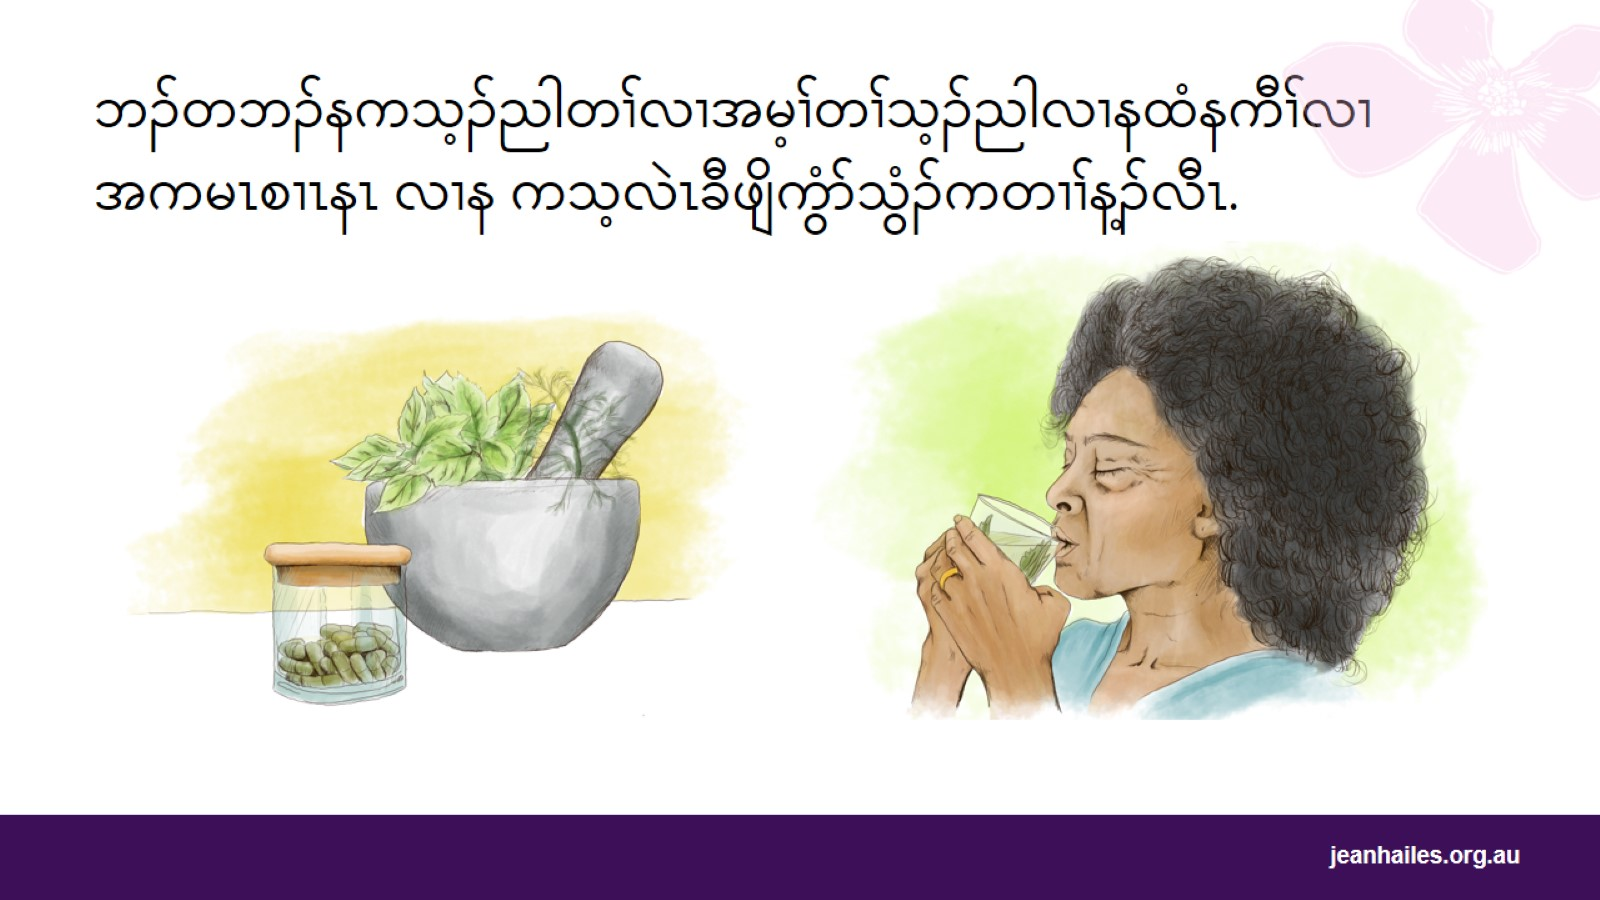 ဘၣ်တဘၣ်နကသ့ၣ်ညါတၢ်လၢအမ့ၢ်တၢ်သ့ၣ်ညါလၢနထံနကီၢ်လၢ
အကမၤစၢၤနၤ လၢန ကသ့လဲၤခီဖျိကွံာ်သွံၣ်ကတၢၢ်န့ၣ်လီၤ.
jeanhailes.org.au